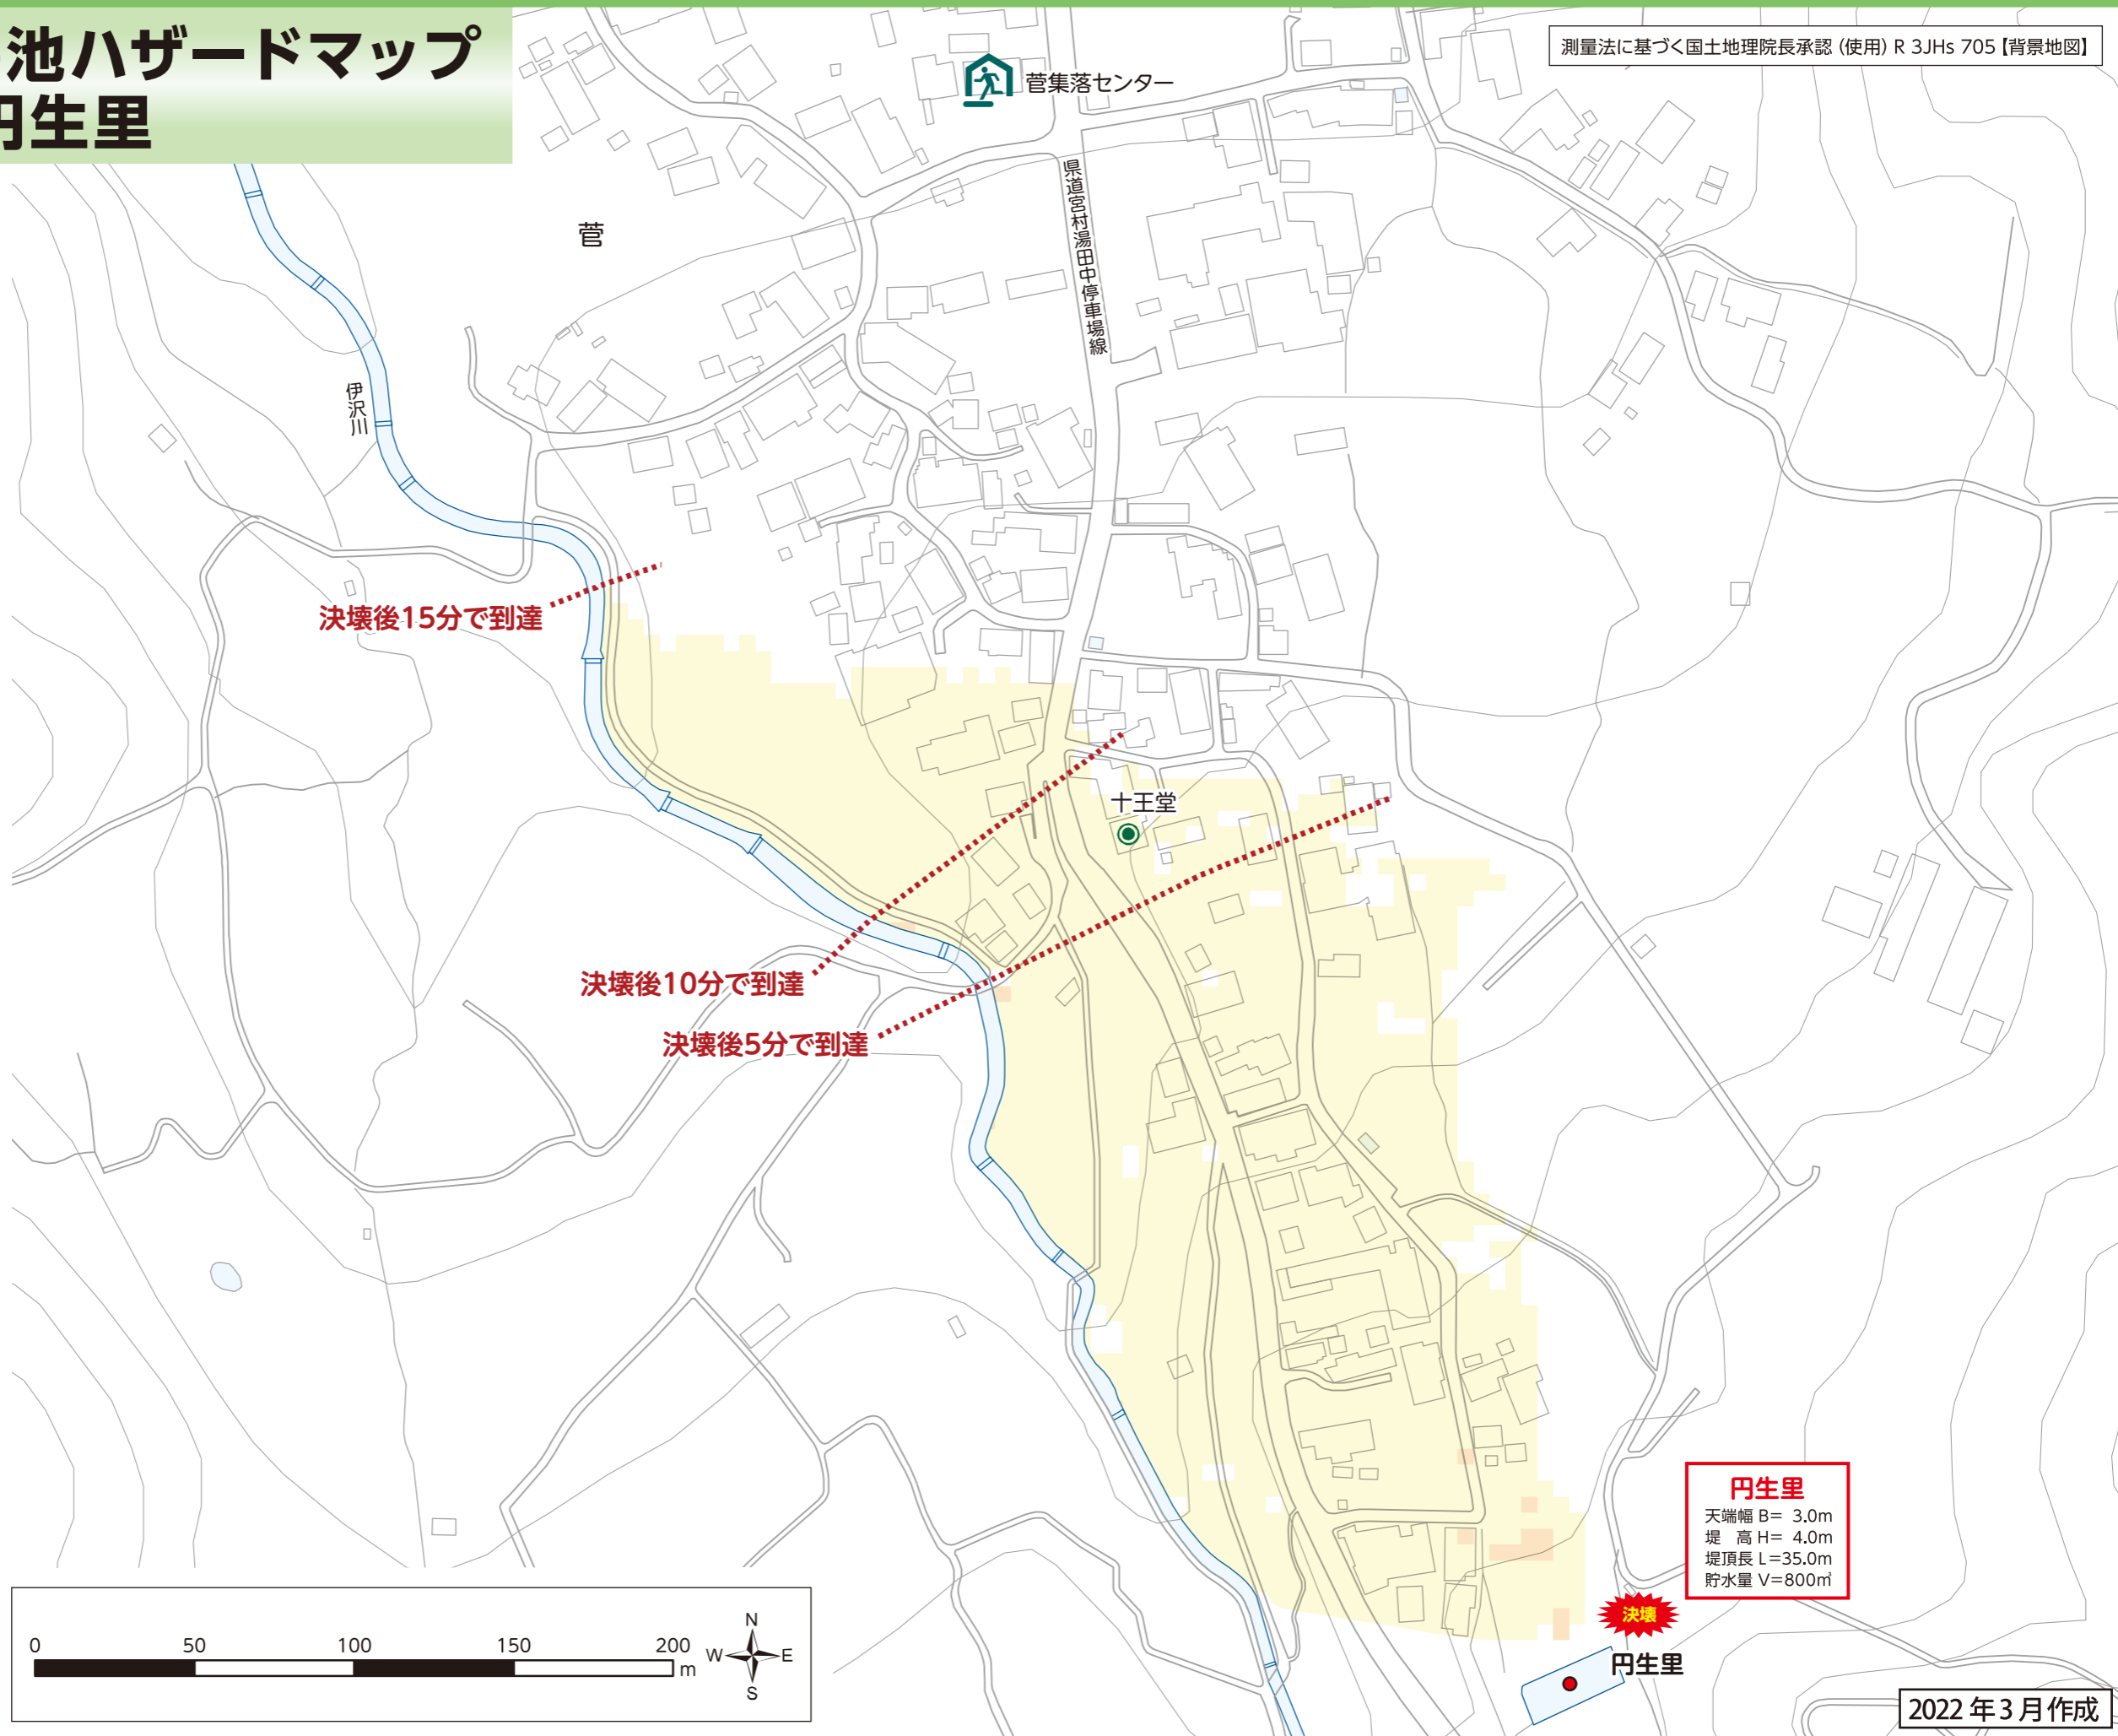 池ハザードマップ
円生里
測量法に基づく国土地理院長承認(使用)R 3JHs 705【背景地図】
菅集落センター
県道宮村湯田中停車場線
菅
伊沢川
決壊後15分で到達
十王堂
決壊後10分で到達
決壊後5分で到達
円生里
天端幅 B= 3.0m
堤 高 H= 4.0m
堤頂長 L=35.0m
貯水量 V=800㎥
決壊
円生里
0 50 100 150 200
m
N
W E
S
2022年3月作成